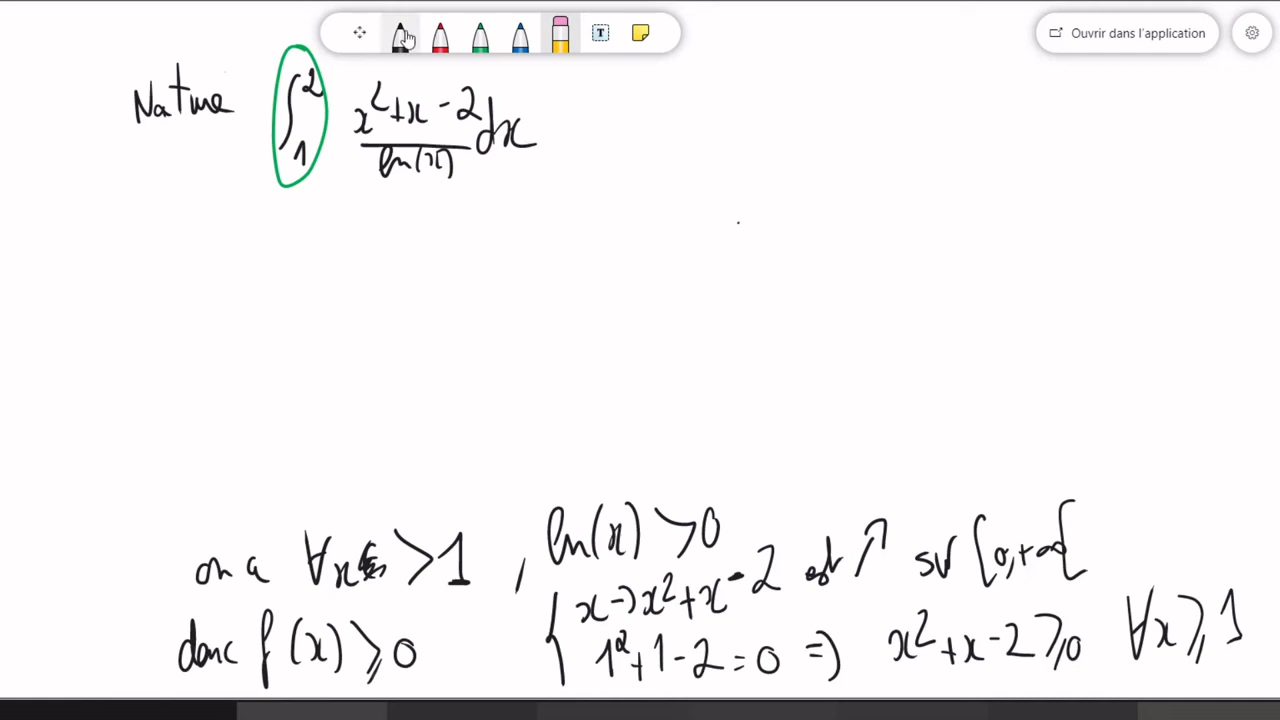 Ouvrir dans l'application
T
Nature ∫₁² (x²+x-2)/ln(x) dx
on a ∀x >1 , ln(x) >0
x→x²+x-2 est ↗ sur [0,+∞[
donc f(x) ⩾ 0 { 1²+1-2=0 => x²+x-2⩾0 ∀x⩾1